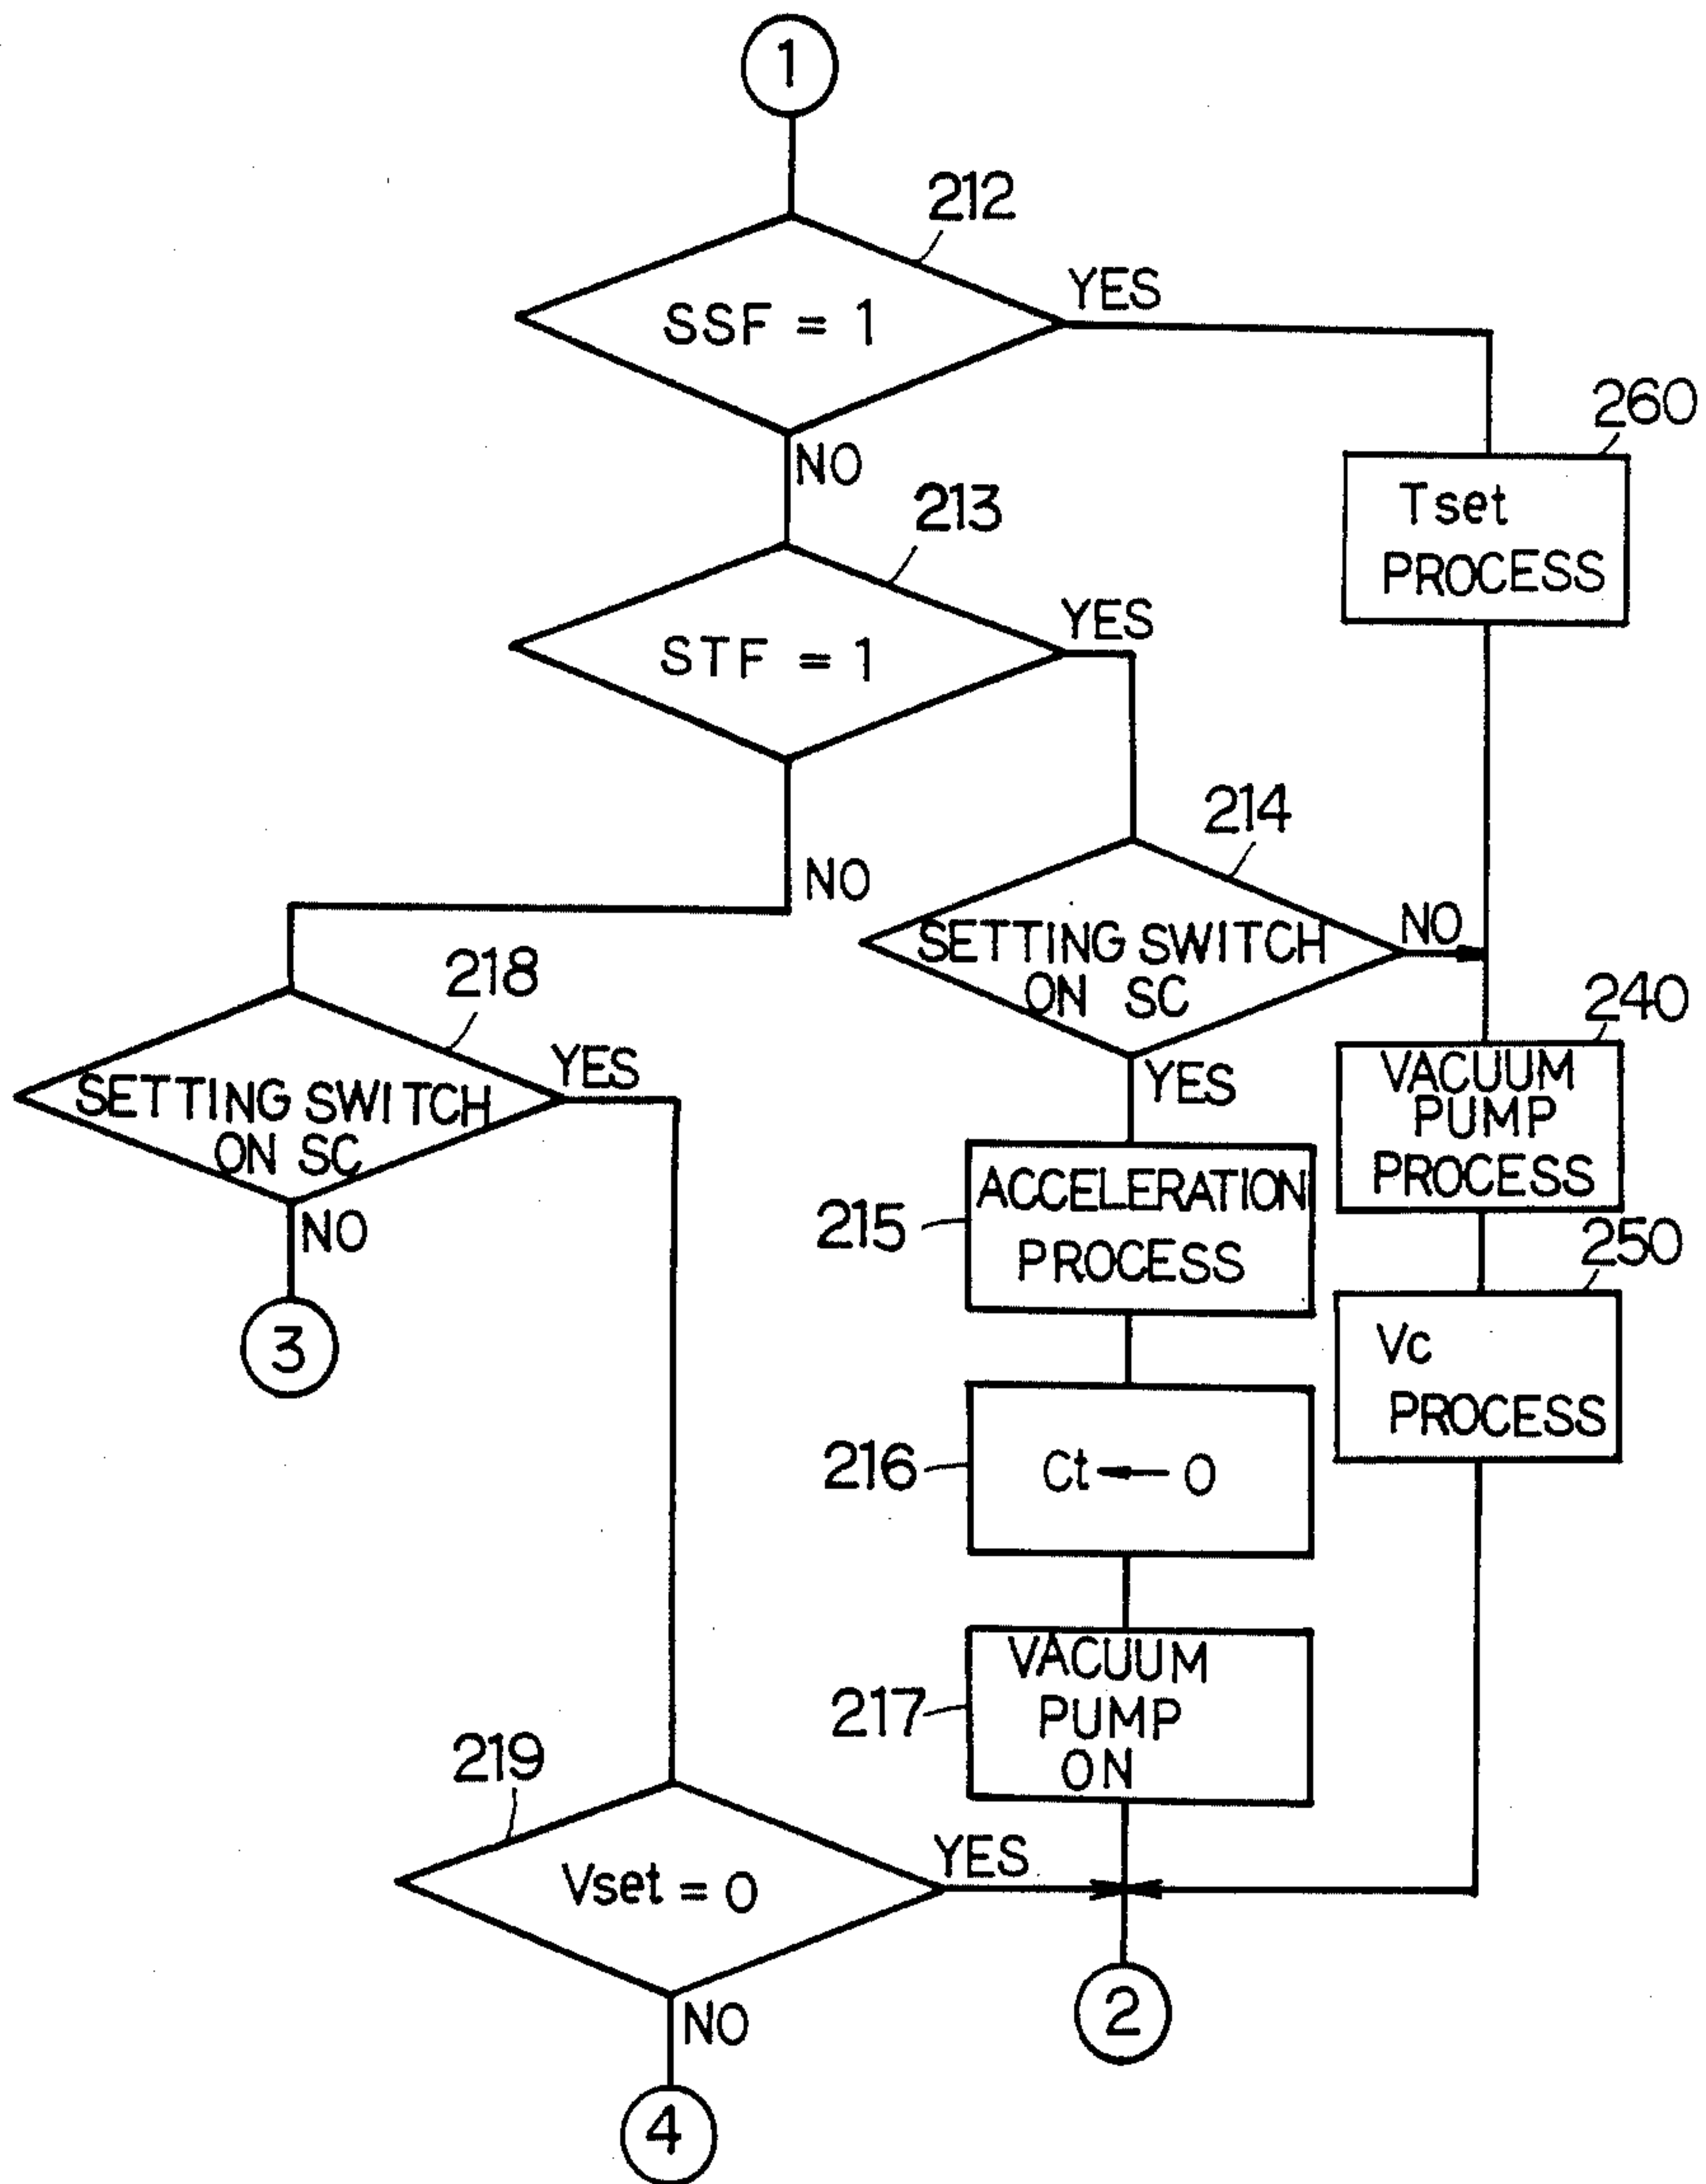 1
212
SSF = 1
YES
NO
260
Tset
PROCESS
213
STF = 1
YES
NO
214
SETTING SWITCH
ON SC
NO
YES
218
SETTING SWITCH
ON SC
YES
NO
3
240
VACUUM
PUMP
PROCESS
215
ACCELERATION
PROCESS
250
Vc
PROCESS
216
Ct ← 0
217
VACUUM
PUMP
ON
219
Vset = 0
YES
NO
2
4